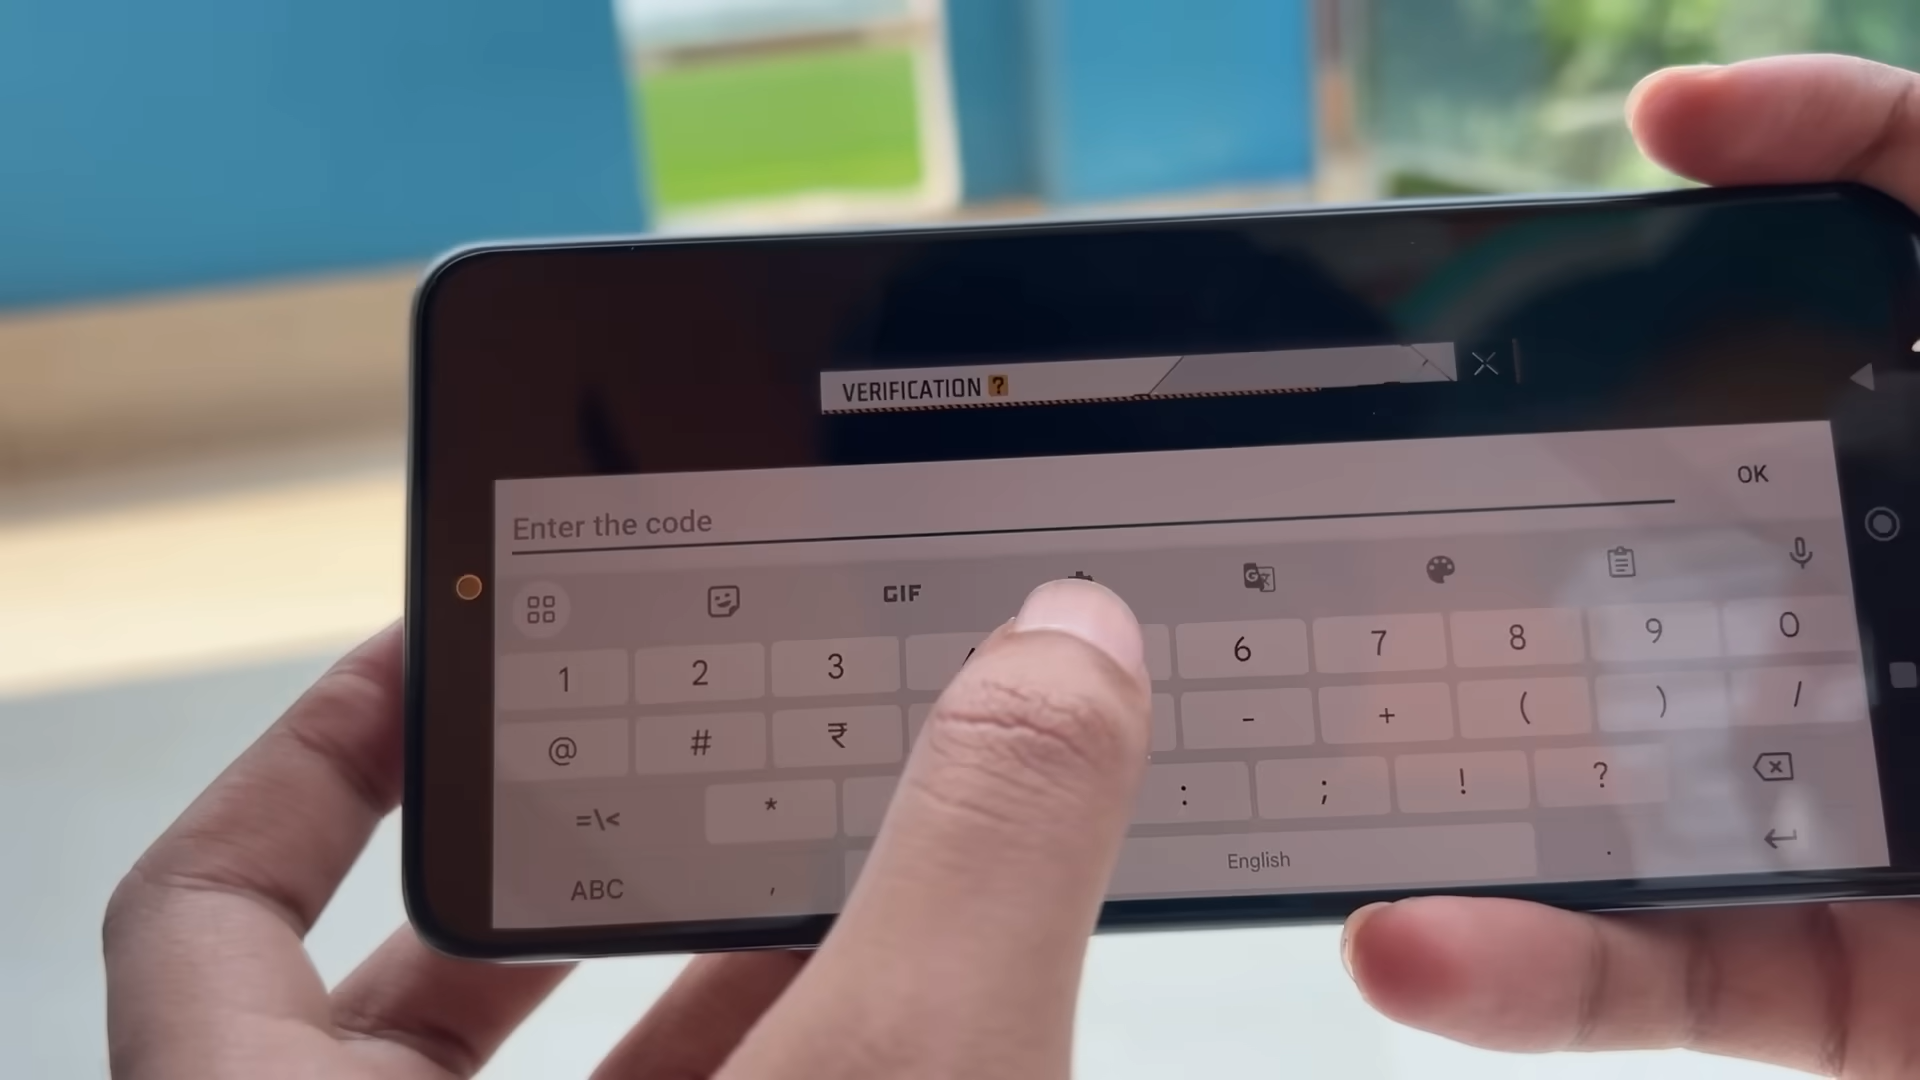 VERIFICATION ?
OK
Enter the code
GIF
1 2 3 6 7 8 9 0
@ # ₹ - + ( ) /
=\< * : ; ! ?
ABC , English .